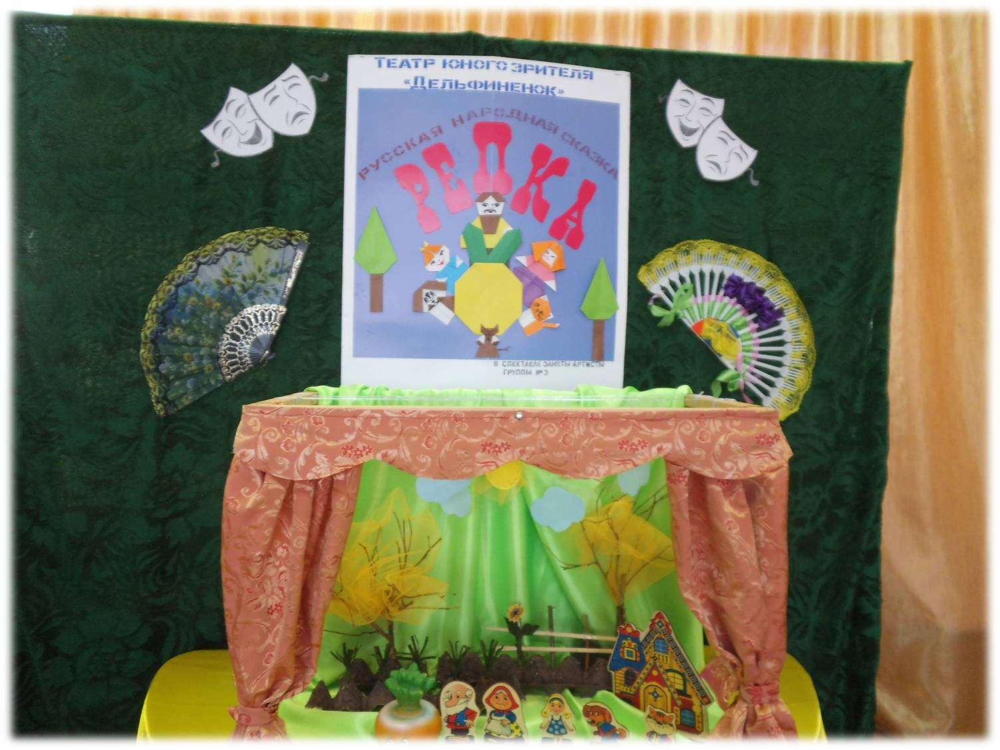 ТЕАТР ЮНОГО ЗРИТЕЛЯ
«ДЕЛЬФИНЕНОК»
РУССКАЯ НАРОДНАЯ СКАЗКА
РЕПКА
В СПЕКТАКЛЕ ЗАНЯТЫ АРТИСТЫ
ГРУППЫ №3